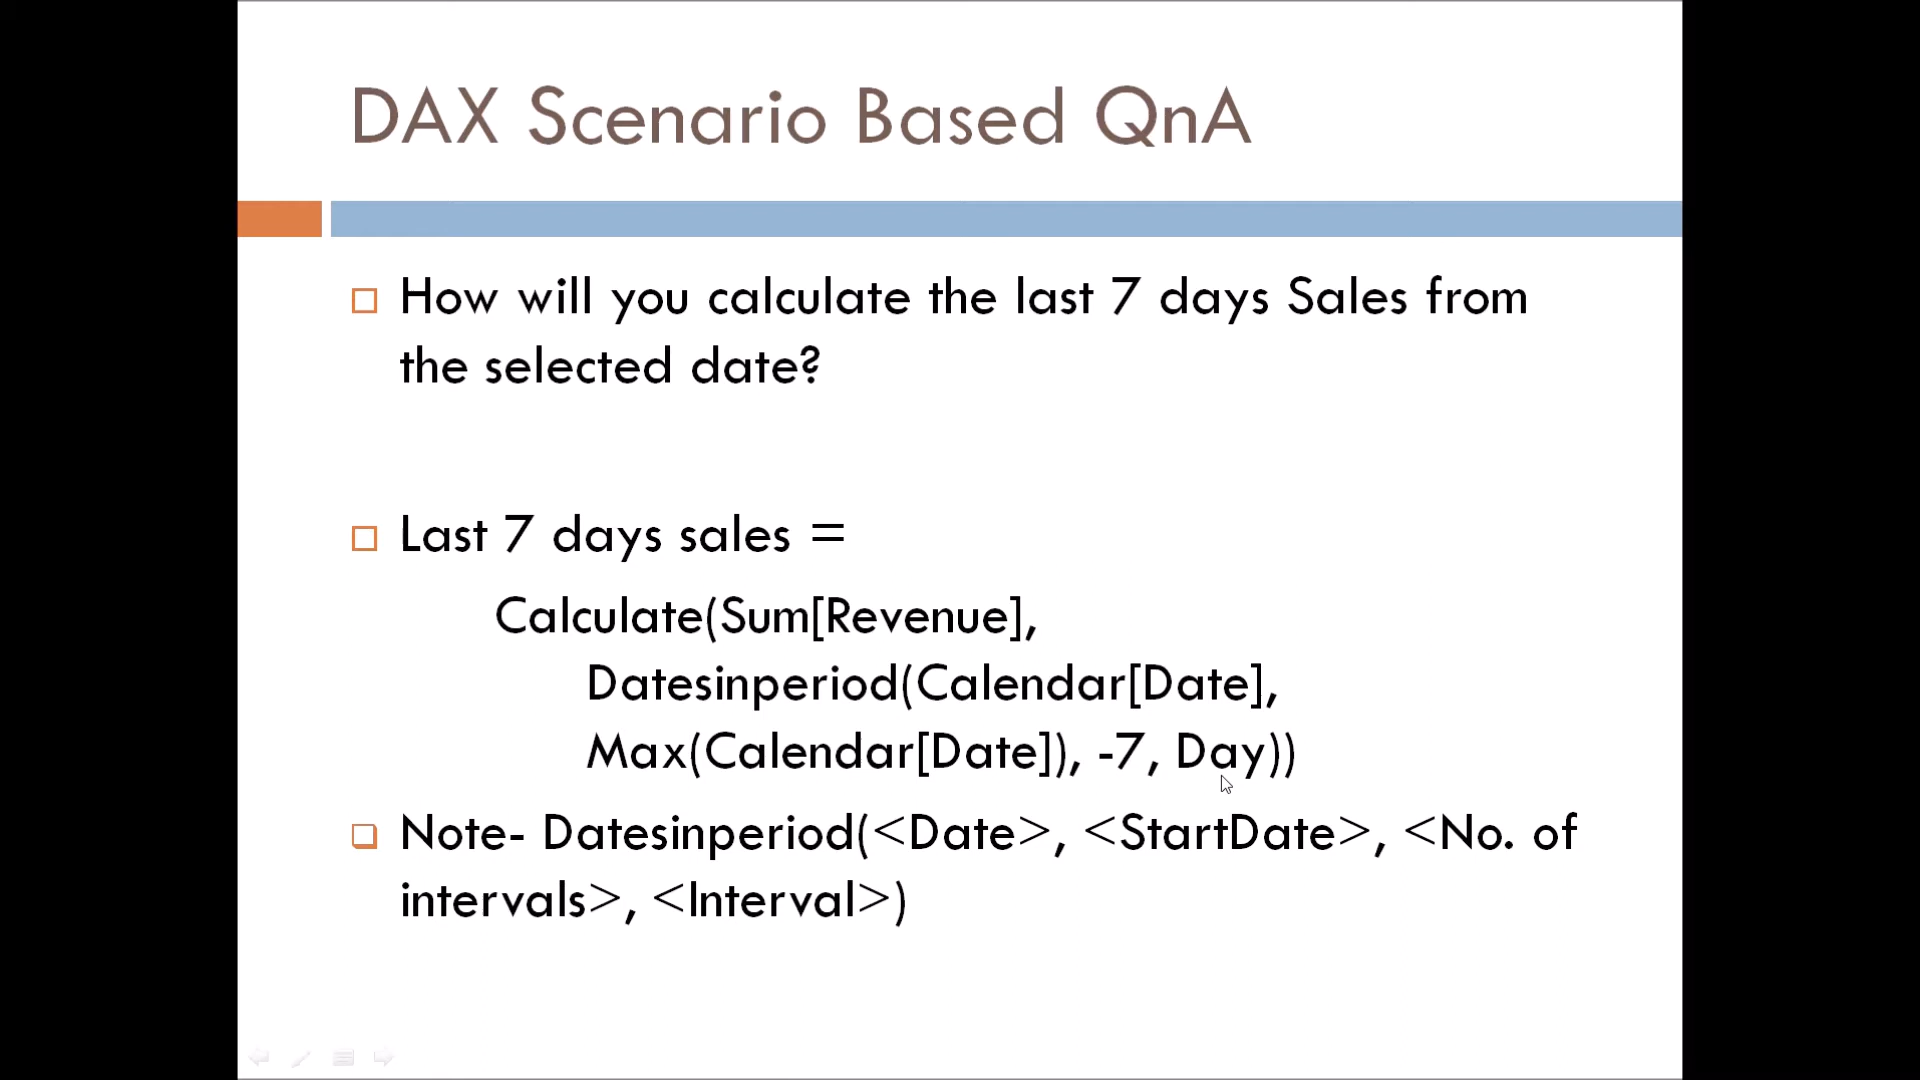 DAX Scenario Based QnA
How will you calculate the last 7 days Sales from
the selected date?
Last 7 days sales =
Calculate(Sum[Revenue],
Datesinperiod(Calendar[Date],
Max(Calendar[Date]), -7, Day))
Note- Datesinperiod(<Date>, <StartDate>, <No. of
intervals>, <Interval>)